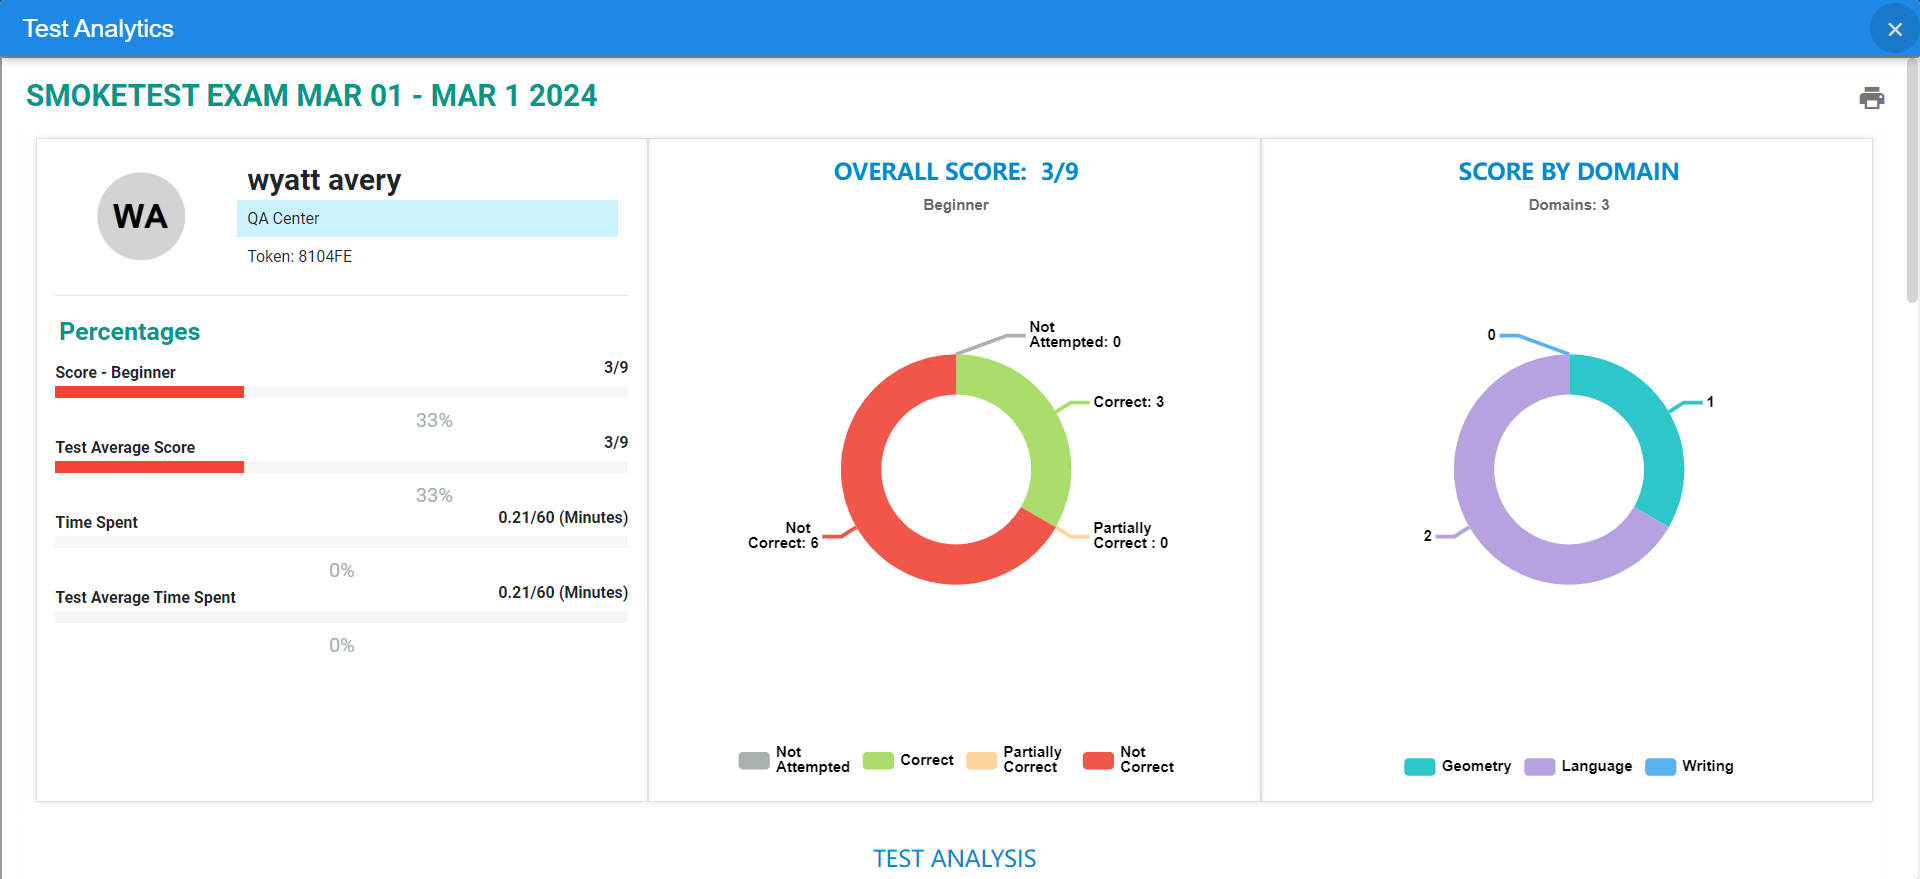 Test Analytics
SMOKETEST EXAM MAR 01 - MAR 1 2024
WA
wyatt avery
QA Center
Token: 8104FE
Percentages
Score - Beginner
3/9
33%
Test Average Score
3/9
33%
Time Spent
0.21/60 (Minutes)
0%
Test Average Time Spent
0.21/60 (Minutes)
0%
OVERALL SCORE: 3/9
Beginner
Not
Attempted: 0
Correct: 3
Partially
Correct : 0
Not
Correct: 6
Not
Attempted
Correct
Partially
Correct
Not
Correct
SCORE BY DOMAIN
Domains: 3
0
1
2
Geometry
Language
Writing
TEST ANALYSIS